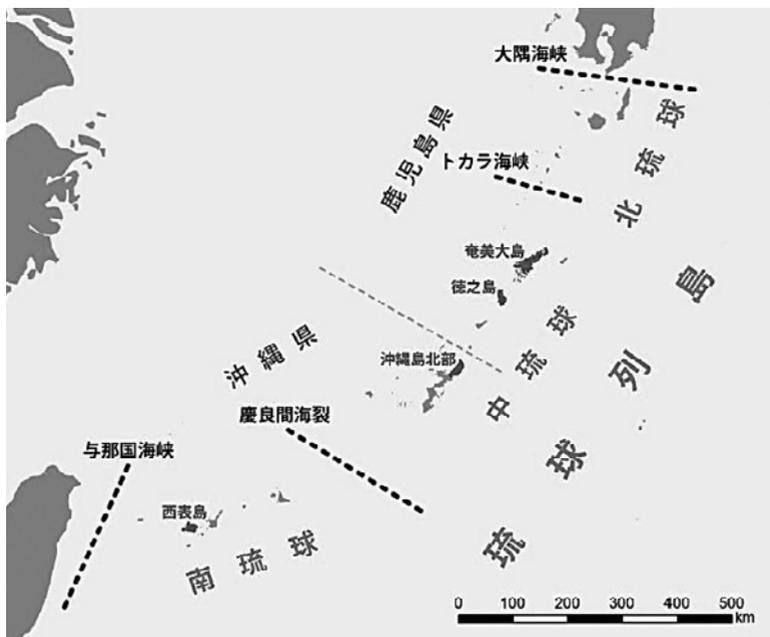 大隅海峡
鹿児島県
トカラ海峡
北琉球
奄美大島
徳之島
中琉球
沖縄県
沖縄島北部
慶良間海裂
与那国海峡
西表島
南琉球
琉球列島
0 100 200 300 400 500
km